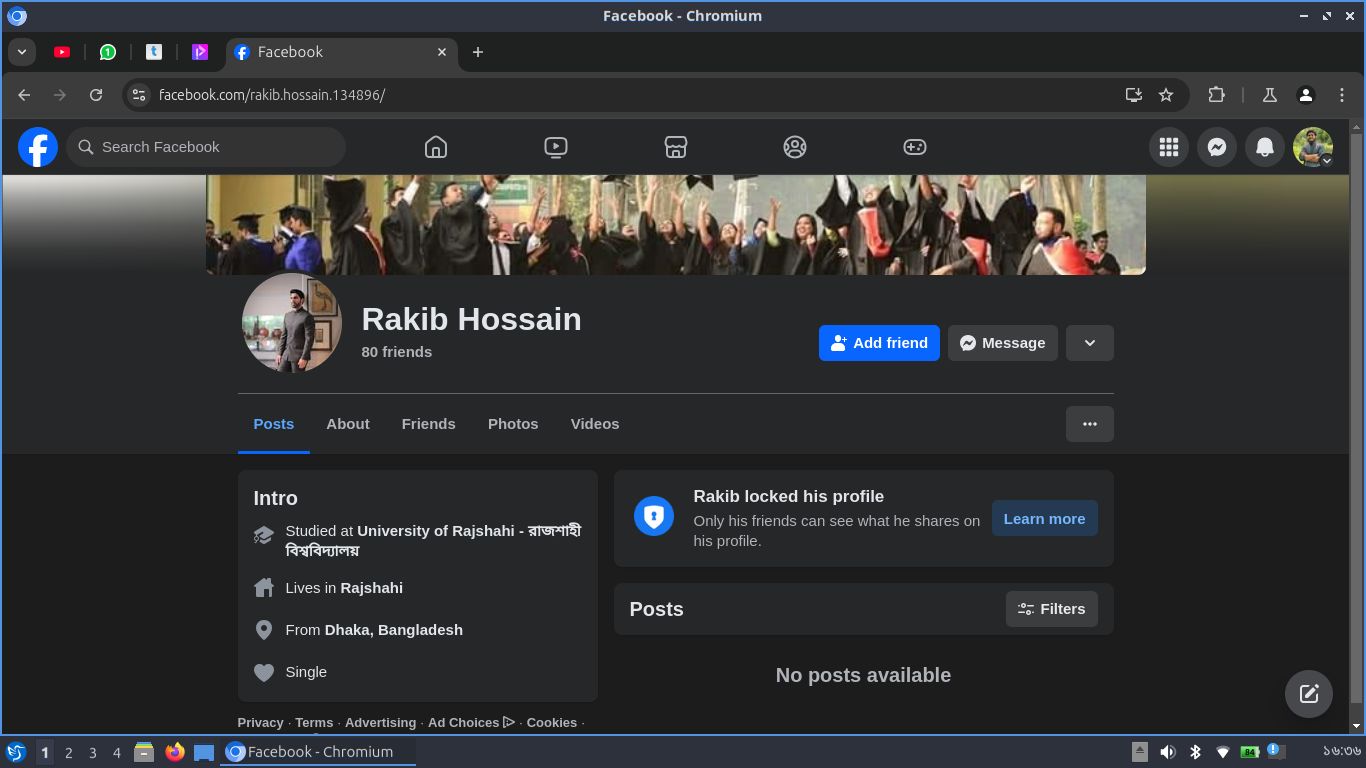 Facebook - Chromium
Facebook
facebook.com/rakib.hossain.134896/
Search Facebook
Rakib Hossain
80 friends
Add friend
Message
Posts
About
Friends
Photos
Videos
Intro
Studied at University of Rajshahi - রাজশাহী
বিশ্ববিদ্যালয়
Lives in Rajshahi
From Dhaka, Bangladesh
Single
Privacy · Terms · Advertising · Ad Choices · Cookies ·
Rakib locked his profile
Only his friends can see what he shares on
his profile.
Learn more
Posts
Filters
No posts available
1 2 3 4
Facebook - Chromium
84
১৬:৩৬